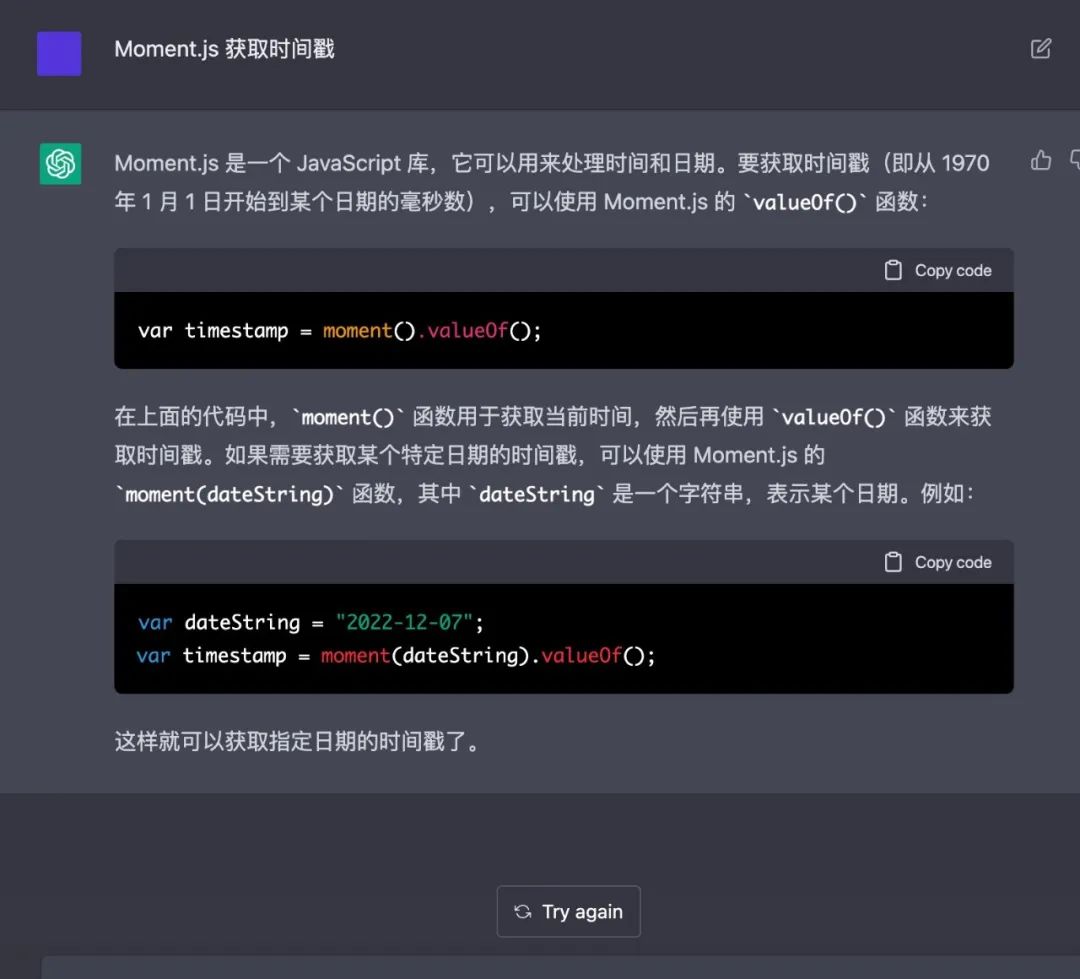 Moment.js 获取时间戳
Moment.js 是一个 JavaScript 库，它可以用来处理时间和日期。要获取时间戳（即从 1970
年 1 月 1 日开始到某个日期的毫秒数），可以使用 Moment.js 的 `valueOf()` 函数：
Copy code
var timestamp = moment().valueOf();
在上面的代码中，`moment()` 函数用于获取当前时间，然后再使用 `valueOf()` 函数来获
取时间戳。如果需要获取某个特定日期的时间戳，可以使用 Moment.js 的
`moment(dateString)` 函数，其中 `dateString` 是一个字符串，表示某个日期。例如：
Copy code
var dateString = "2022-12-07";
var timestamp = moment(dateString).valueOf();
这样就可以获取指定日期的时间戳了。
Try again